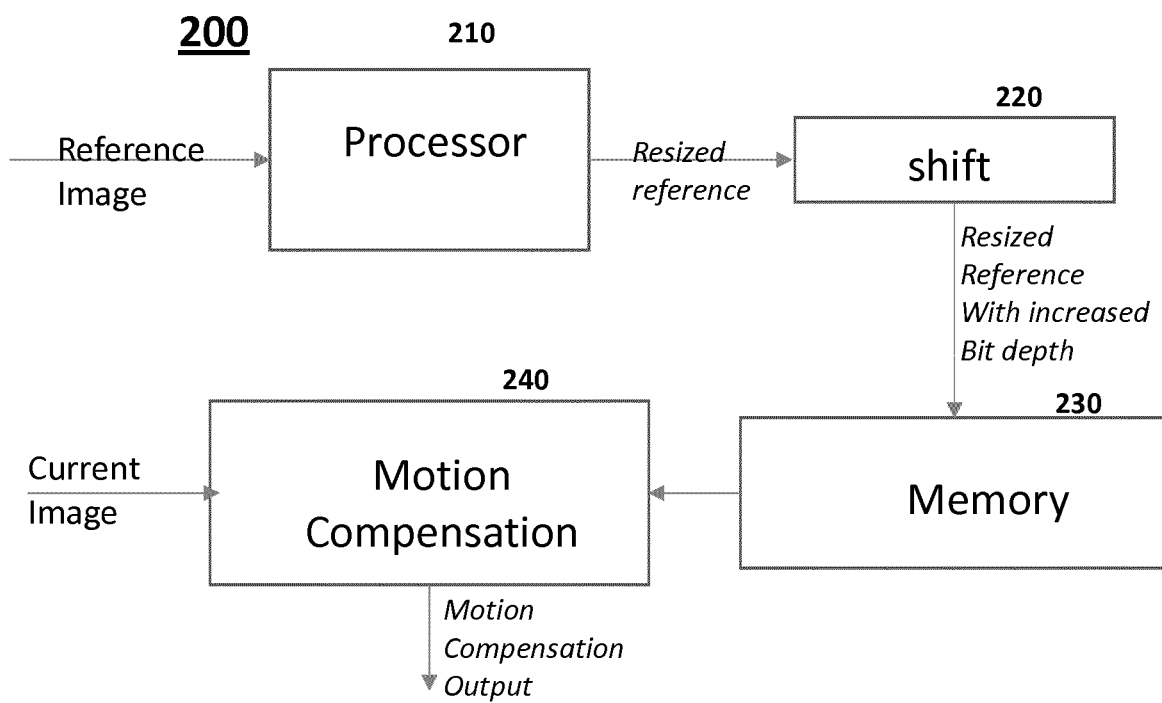 200
210
Processor
Reference
Image
Resized
reference
220
shift
Resized
Reference
With increased
Bit depth
240
Motion
Compensation
Current
Image
230
Memory
Motion
Compensation
Output